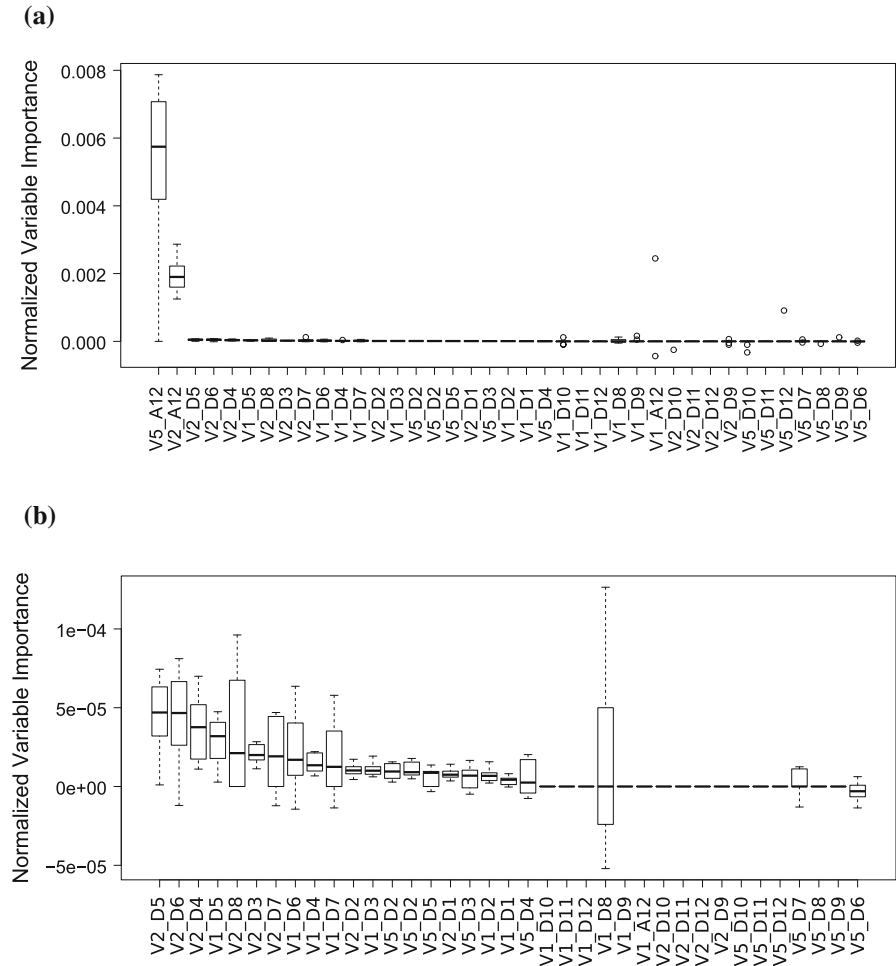 (a)
Normalized Variable Importance
0.008
0.006
0.004
0.002
0.000
V5_A12
V2_A12
V2_D5
V2_D6
V2_D4
V1_D5
V2_D8
V2_D3
V2_D7
V1_D6
V1_D4
V1_D7
V2_D2
V1_D3
V5_D2
V5_D2
V5_D5
V2_D1
V5_D3
V1_D2
V1_D1
V5_D4
V1_D10
V1_D11
V1_D12
V1_D8
V1_D9
V1_A12
V2_D10
V2_D11
V2_D12
V2_D9
V5_D10
V5_D11
V5_D12
V5_D7
V5_D8
V5_D9
V5_D6
(b)
Normalized Variable Importance
1e−04
5e−05
0e+00
−5e−05
V2_D5
V2_D6
V2_D4
V1_D5
V2_D8
V2_D3
V2_D7
V1_D6
V1_D4
V1_D7
V2_D2
V1_D3
V5_D2
V5_D2
V5_D5
V2_D1
V5_D3
V1_D2
V1_D1
V5_D4
V1_D10
V1_D11
V1_D12
V1_D8
V1_D9
V1_A12
V2_D10
V2_D11
V2_D12
V2_D9
V5_D10
V5_D11
V5_D12
V5_D7
V5_D8
V5_D9
V5_D6